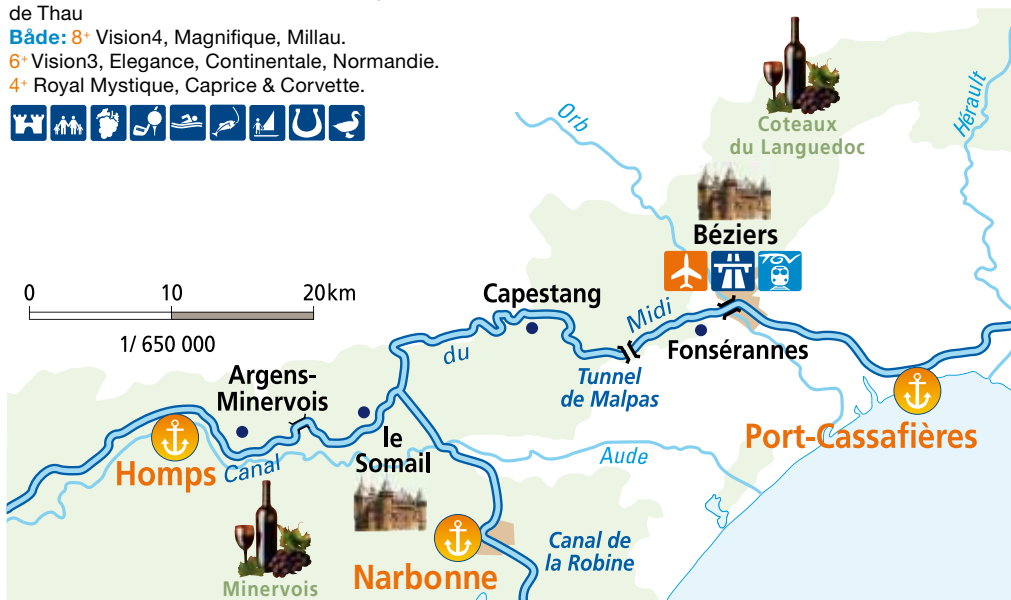 de Thau
Både: 8+ Vision4, Magnifique, Millau.
6+ Vision3, Elegance, Continentale, Normandie.
4+ Royal Mystique, Caprice & Corvette.
Orb
Hérault
Coteaux
du Languedoc
Béziers
TGV
0 10 20km
1/ 650 000
Capestang
du
Midi
Fonsérannes
Tunnel
de Malpas
Argens-
Minervois
le
Somail
Homps
Canal
Port-Cassafières
Aude
Minervois
Narbonne
Canal de
la Robine